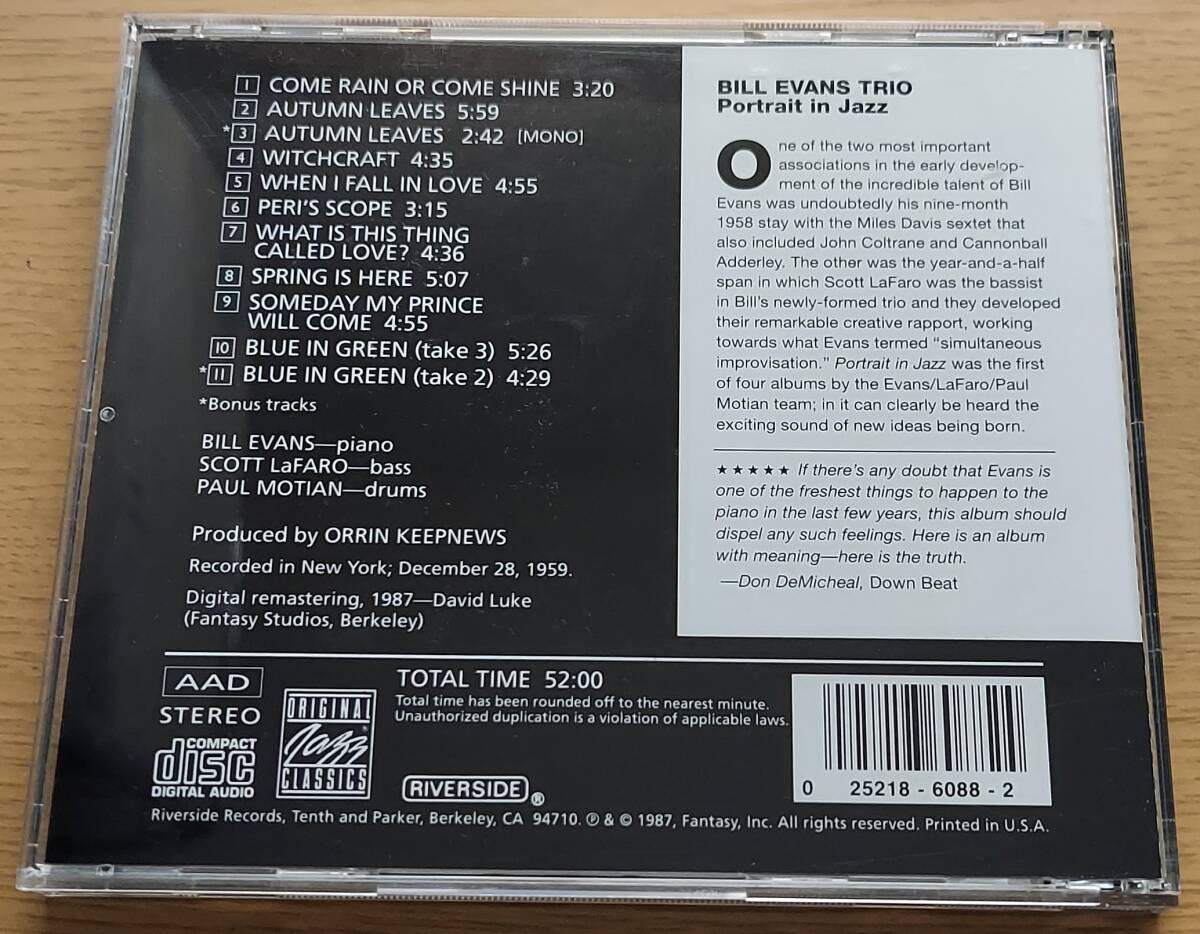 1 COME RAIN OR COME SHINE 3:20
2 AUTUMN LEAVES 5:59
*3 AUTUMN LEAVES 2:42 [MONO]
4 WITCHCRAFT 4:35
5 WHEN I FALL IN LOVE 4:55
6 PERI'S SCOPE 3:15
7 WHAT IS THIS THING
CALLED LOVE? 4:36
8 SPRING IS HERE 5:07
9 SOMEDAY MY PRINCE
WILL COME 4:55
10 BLUE IN GREEN (take 3) 5:26
*11 BLUE IN GREEN (take 2) 4:29
*Bonus tracks
BILL EVANS—piano
SCOTT LaFARO—bass
PAUL MOTIAN—drums
Produced by ORRIN KEEPNEWS
Recorded in New York; December 28, 1959.
Digital remastering, 1987—David Luke
(Fantasy Studios, Berkeley)
BILL EVANS TRIO
Portrait in Jazz
One of the two most important
associations in the early develop-
ment of the incredible talent of Bill
Evans was undoubtedly his nine-month
1958 stay with the Miles Davis sextet that
also included John Coltrane and Cannonball
Adderley. The other was the year-and-a-half
span in which Scott LaFaro was the bassist
in Bill's newly-formed trio and they developed
their remarkable creative rapport, working
towards what Evans termed "simultaneous
improvisation." Portrait in Jazz was the first
of four albums by the Evans/LaFaro/Paul
Motian team; in it can clearly be heard the
exciting sound of new ideas being born.
★★★★★ If there's any doubt that Evans is
one of the freshest things to happen to the
piano in the last few years, this album should
dispel any such feelings. Here is an album
with meaning—here is the truth.
—Don DeMicheal, Down Beat
AAD
STEREO
COMPACT
disc
DIGITAL AUDIO
ORIGINAL
Jazz
CLASSICS
®
TOTAL TIME 52:00
Total time has been rounded off to the nearest minute.
Unauthorized duplication is a violation of applicable laws.
RIVERSIDE®
0 25218 - 6088 - 2
Riverside Records, Tenth and Parker, Berkeley, CA 94710. ℗ & © 1987, Fantasy, Inc. All rights reserved. Printed in U.S.A.